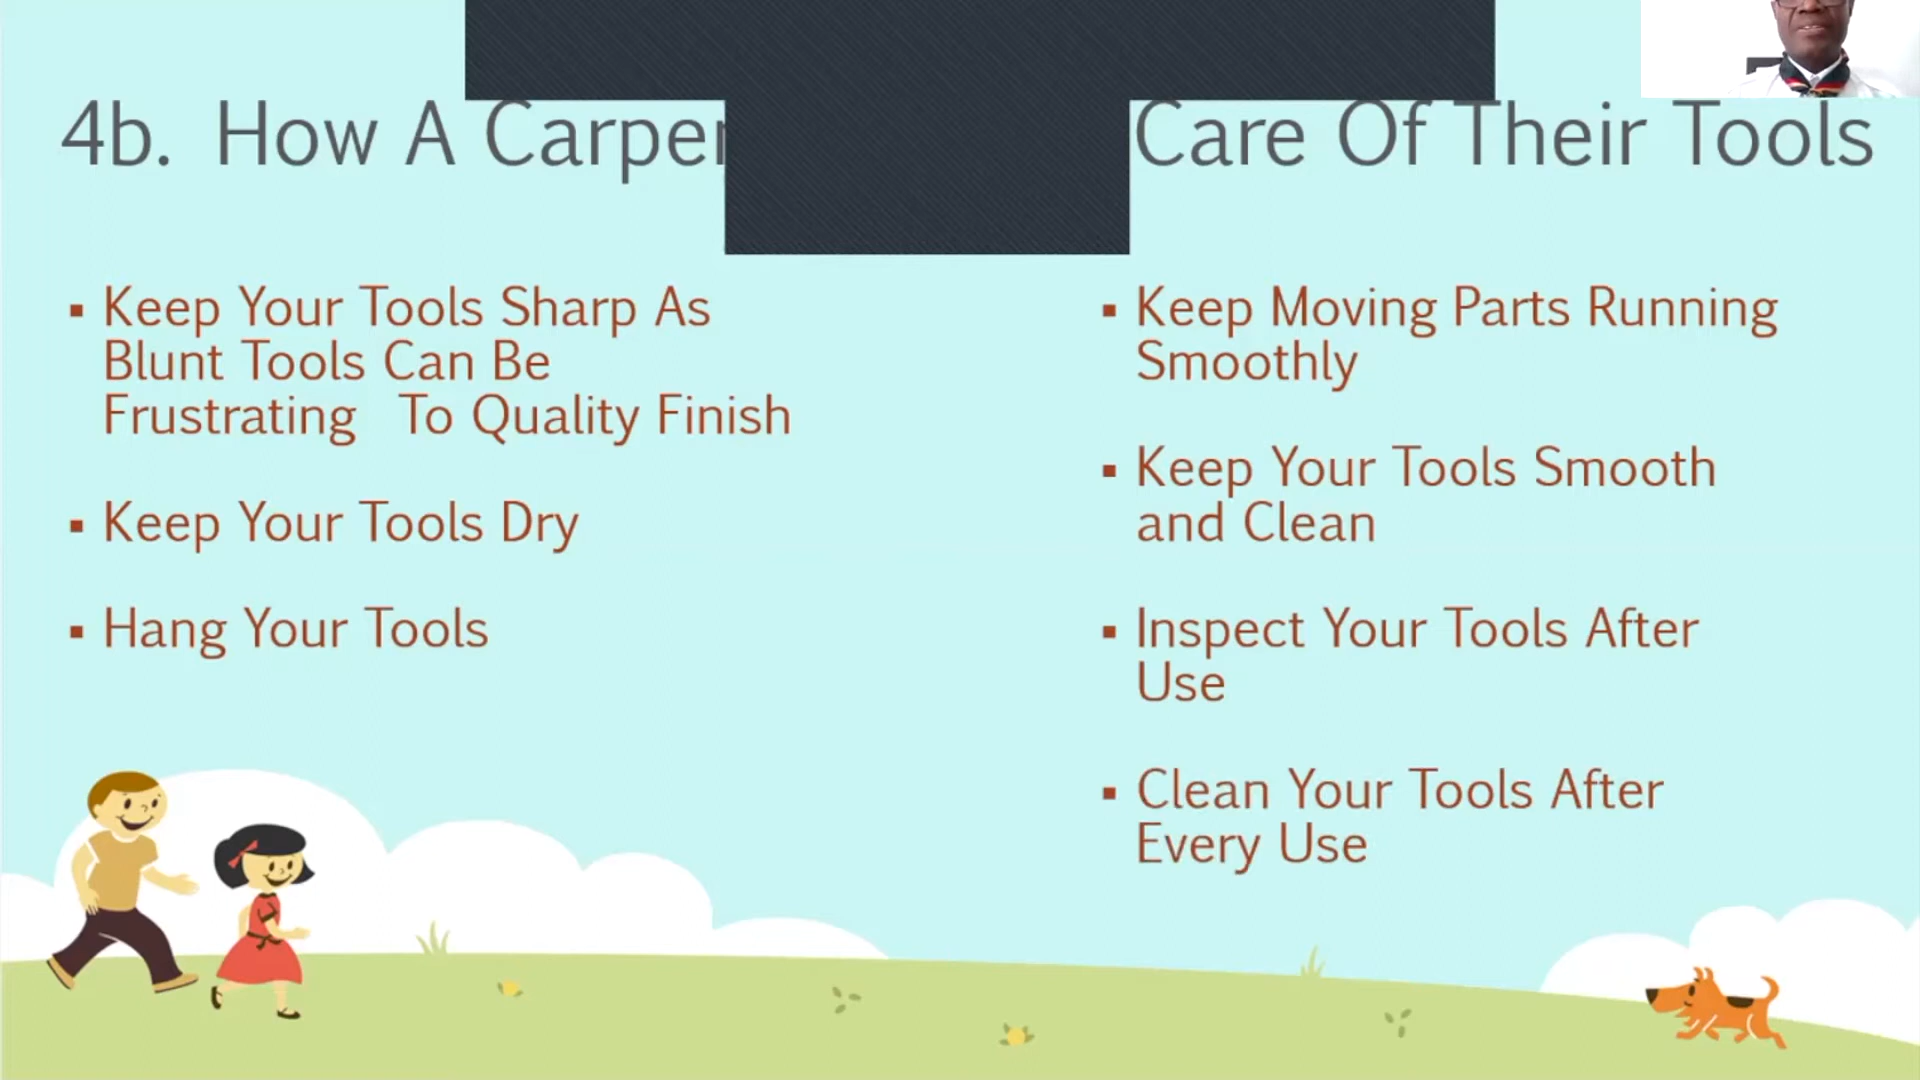 4b. How A Care Of Their Tools
Keep Your Tools Sharp As
Blunt Tools Can Be
Frustrating To Quality Finish
Keep Your Tools Dry
Hang Your Tools
Keep Moving Parts Running
Smoothly
Keep Your Tools Smooth
and Clean
Inspect Your Tools After
Use
Clean Your Tools After
Every Use